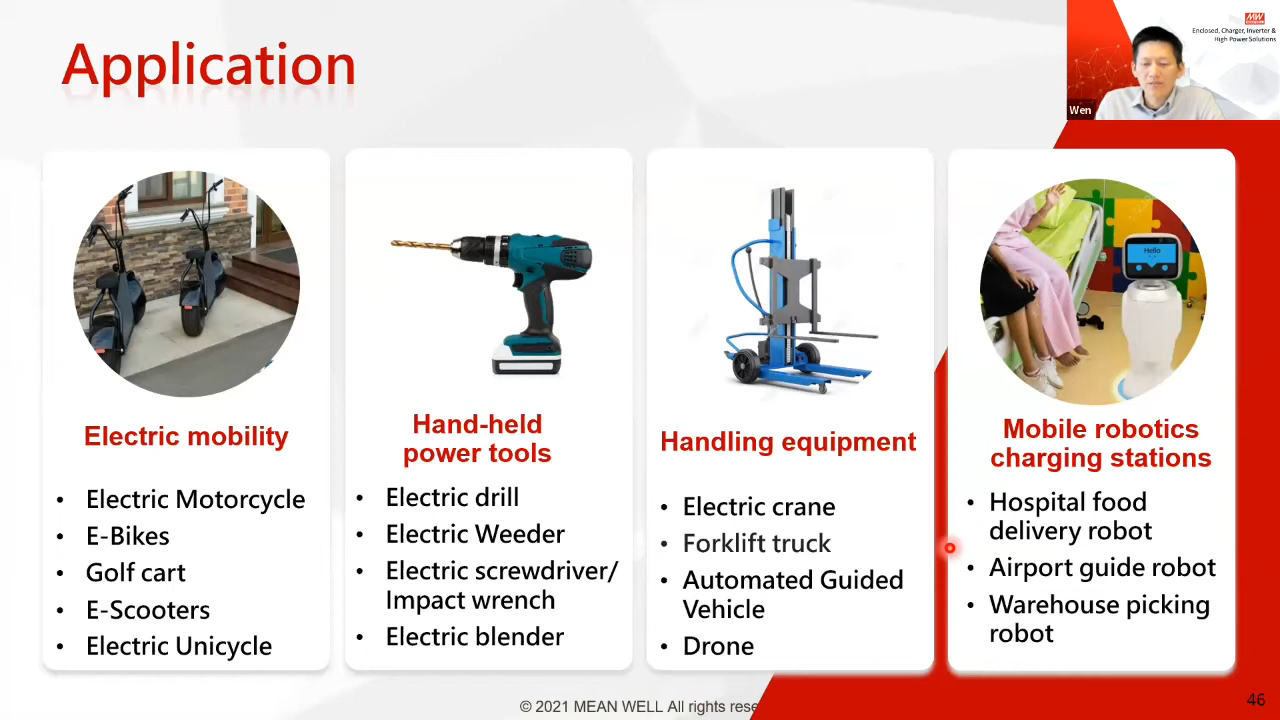 Application
MW
Enclosed, Charger, Inverter &
High Power Solutions
Wen
Electric mobility
• Electric Motorcycle
• E-Bikes
• Golf cart
• E-Scooters
• Electric Unicycle
Hand-held
power tools
• Electric drill
• Electric Weeder
• Electric screwdriver/
Impact wrench
• Electric blender
Handling equipment
• Electric crane
• Forklift truck
• Automated Guided
Vehicle
• Drone
Hello
Mobile robotics
charging stations
• Hospital food
delivery robot
• Airport guide robot
• Warehouse picking
robot
© 2021 MEAN WELL All rights rese
46